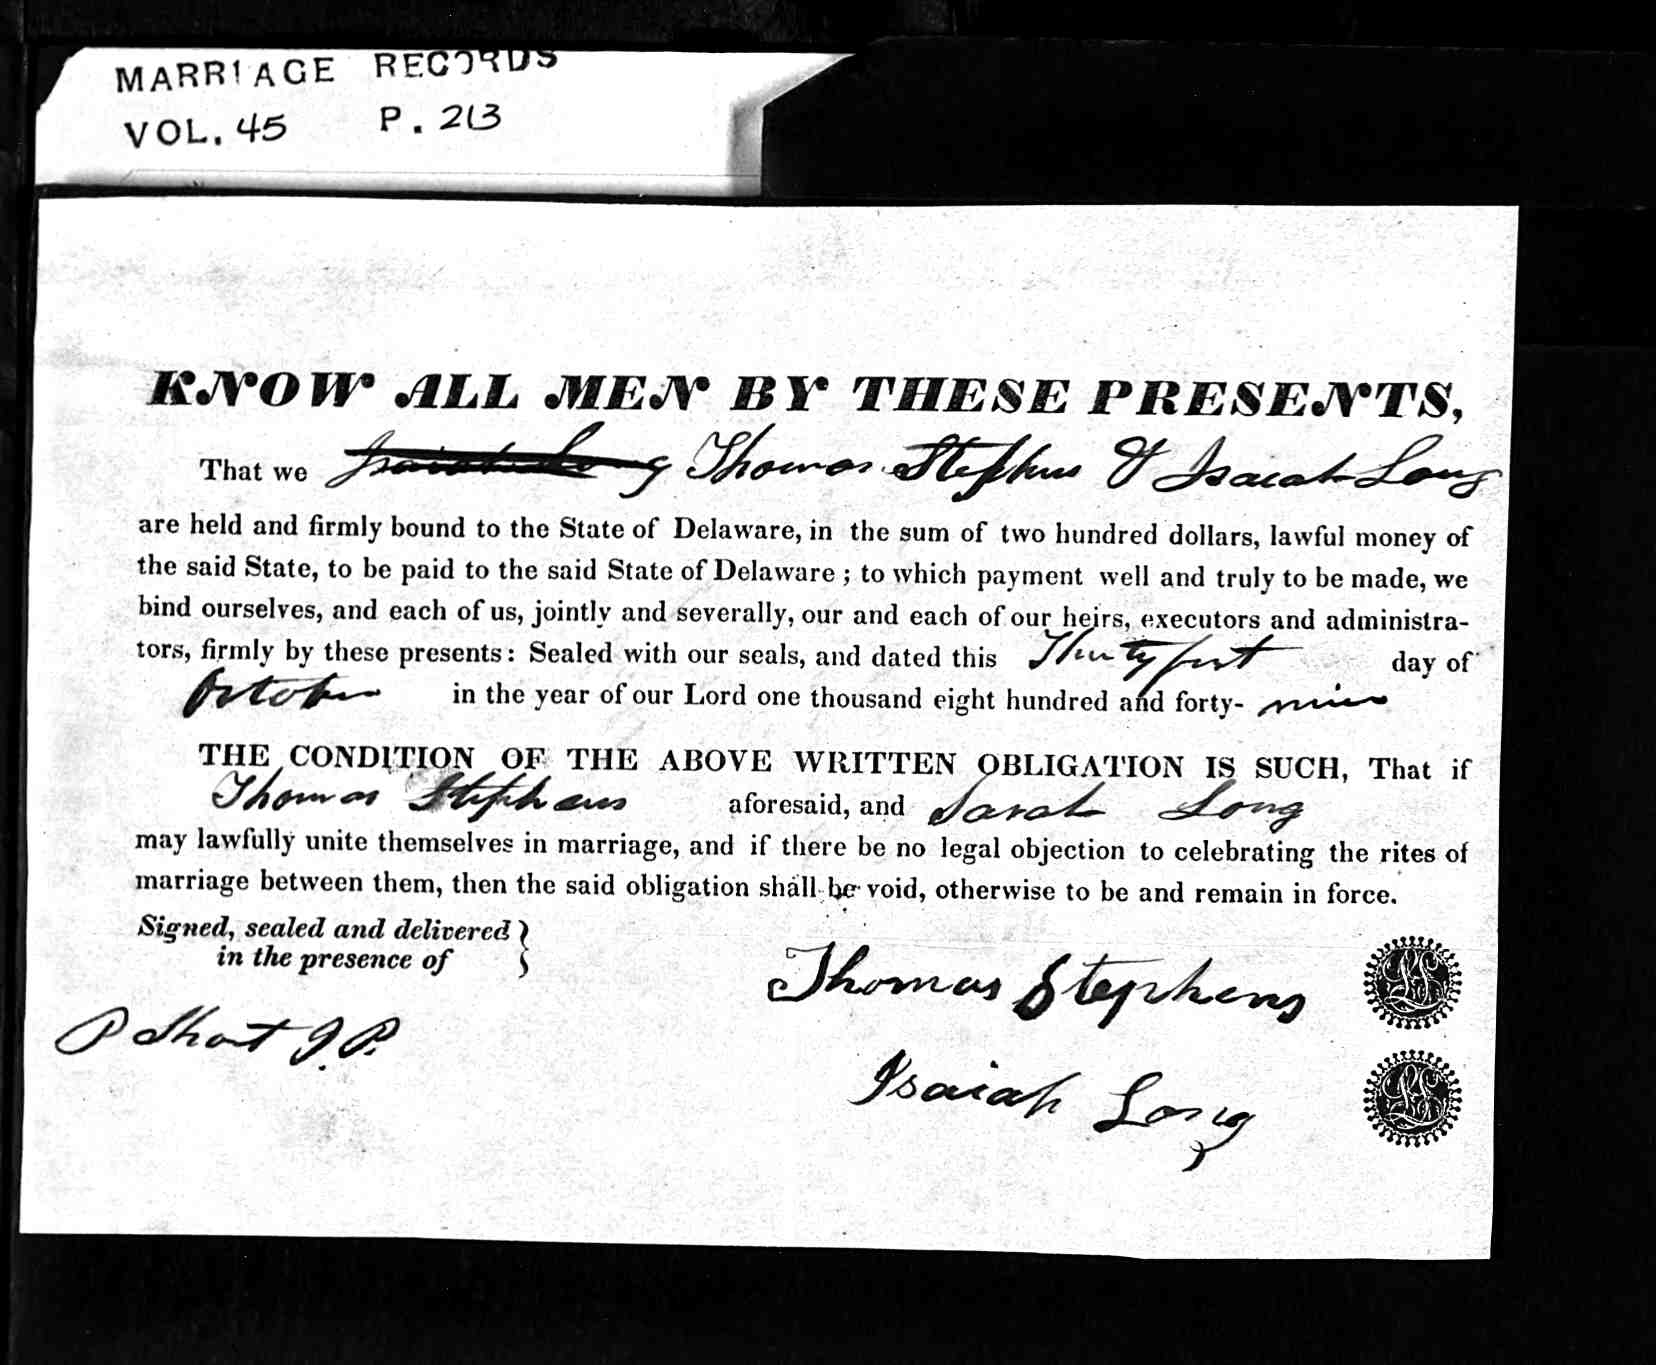 MARRIAGE RECORDS
VOL. 45 P. 213
KNOW ALL MEN BY THESE PRESENTS,
That we Isaiah Long Thomas Stephens & Isaiah Long
are held and firmly bound to the State of Delaware, in the sum of two hundred dollars, lawful money of
the said State, to be paid to the said State of Delaware; to which payment well and truly to be made, we
bind ourselves, and each of us, jointly and severally, our and each of our heirs, executors and administra-
tors, firmly by these presents: Sealed with our seals, and dated this Thirty first day of
October in the year of our Lord one thousand eight hundred and forty- nine
THE CONDITION OF THE ABOVE WRITTEN OBLIGATION IS SUCH, That if
Thomas Stephens aforesaid, and Sarah Long
may lawfully unite themselves in marriage, and if there be no legal objection to celebrating the rites of
marriage between them, then the said obligation shall be void, otherwise to be and remain in force.
Signed, sealed and delivered }
in the presence of
Thomas Stephens LS
P Short J.P.
Isaiah Long LS